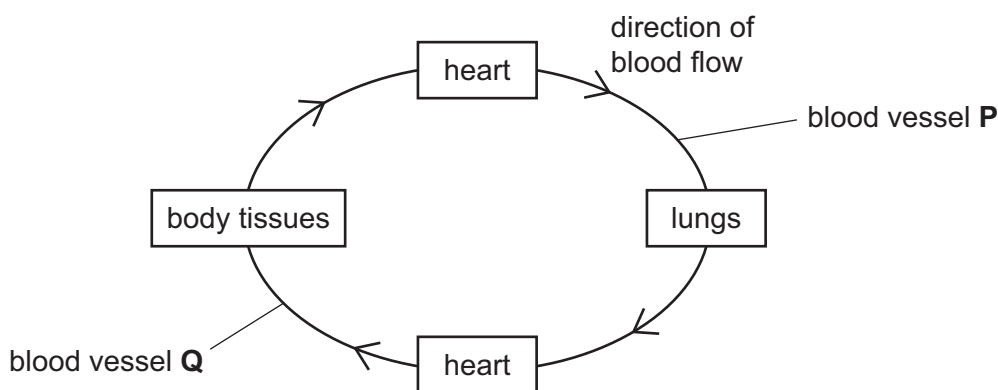 direction of
blood flow
heart
blood vessel P
body tissues
lungs
blood vessel Q
heart